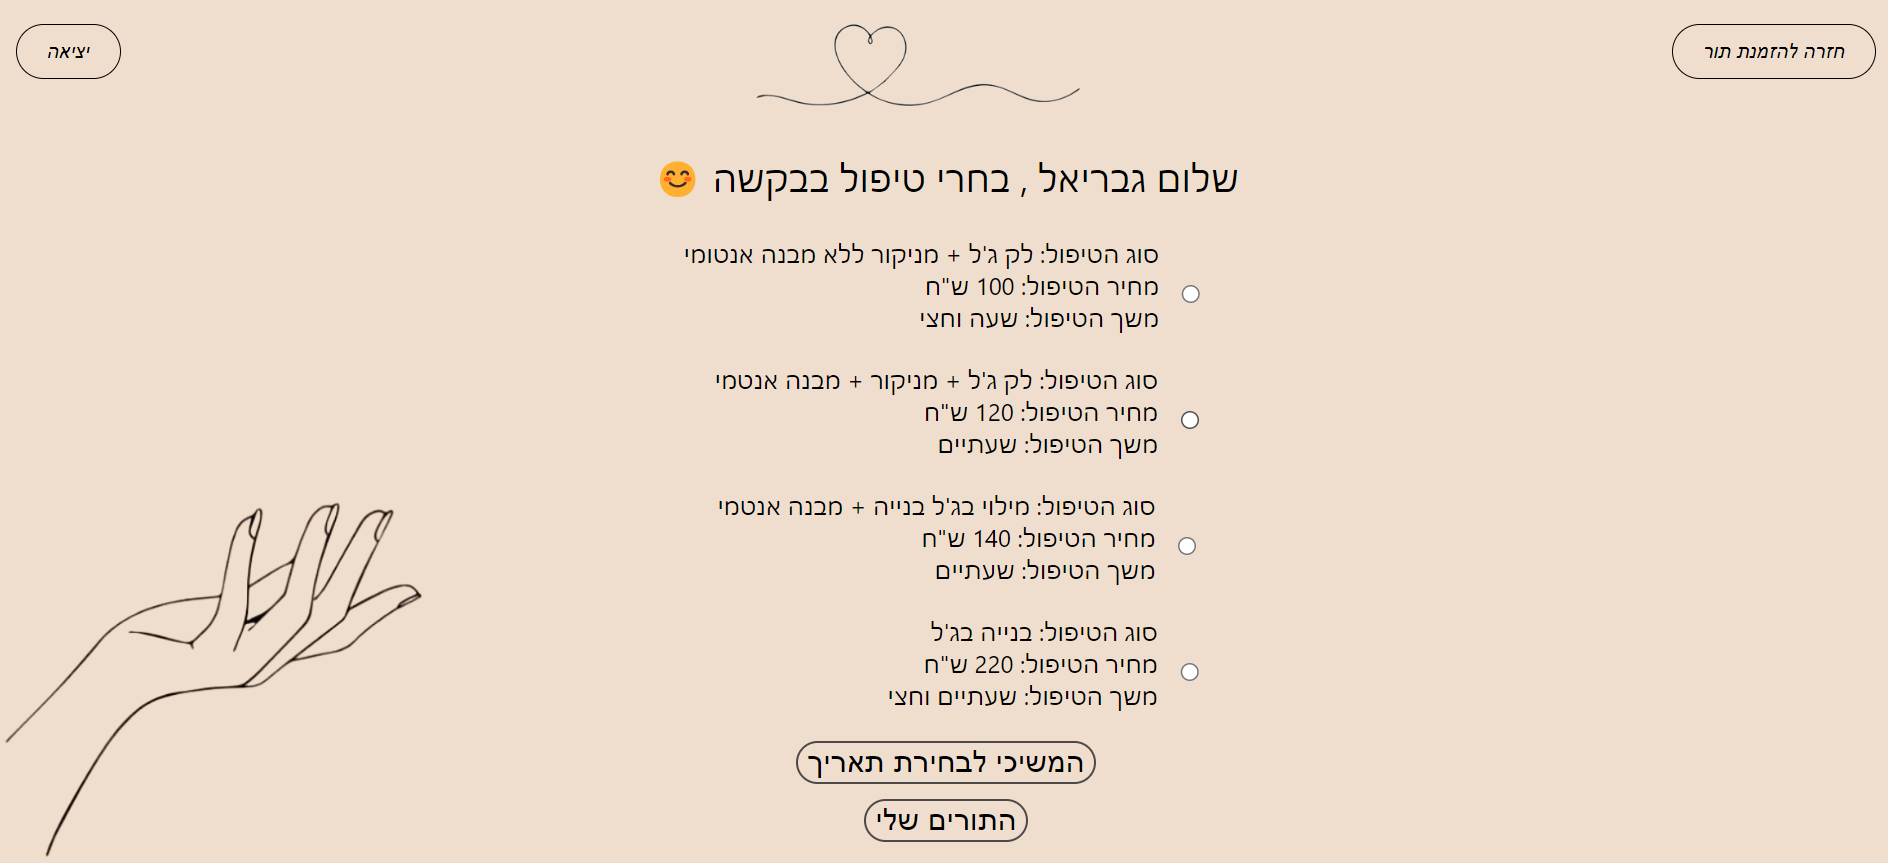 חזרה להזמנת תור
יציאה
שלום גבריאל , בחרי טיפול בבקשה 😊
סוג הטיפול: לק ג'ל + מניקור ללא מבנה אנטומי
מחיר הטיפול: 100 ש"ח
משך הטיפול: שעה וחצי
סוג הטיפול: לק ג'ל + מניקור + מבנה אנטמי
מחיר הטיפול: 120 ש"ח
משך הטיפול: שעתיים
סוג הטיפול: מילוי בג'ל בנייה + מבנה אנטמי
מחיר הטיפול: 140 ש"ח
משך הטיפול: שעתיים
סוג הטיפול: בנייה בג'ל
מחיר הטיפול: 220 ש"ח
משך הטיפול: שעתיים וחצי
המשיכי לבחירת תאריך
התורים שלי